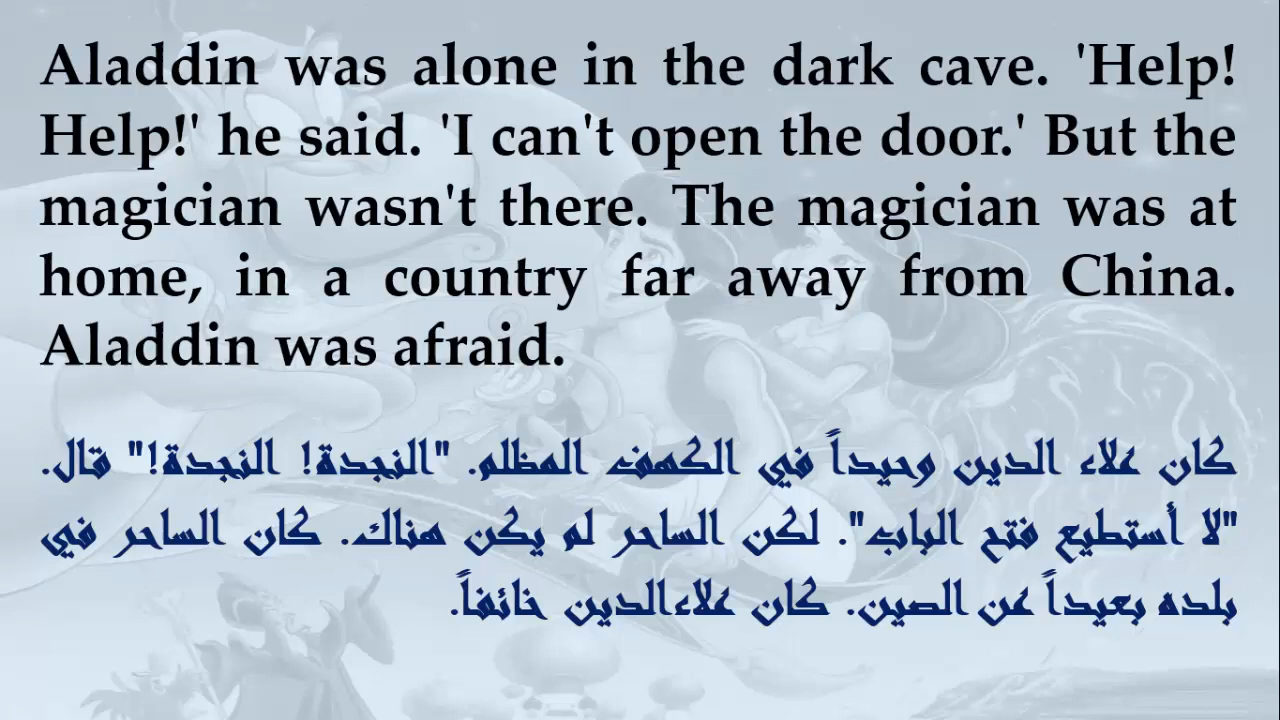 Aladdin was alone in the dark cave. 'Help!
Help!' he said. 'I can't open the door.' But the
magician wasn't there. The magician was at
home, in a country far away from China.
Aladdin was afraid.
كان علاء الدين وحيداً في الكهف المظلم. "النجدة! النجدة!" قال.
"لا أستطيع فتح الباب". لكن الساحر لم يكن هناك. كان الساحر في
بلده بعيداً عن الصين. كان علاءالدين خائفاً.